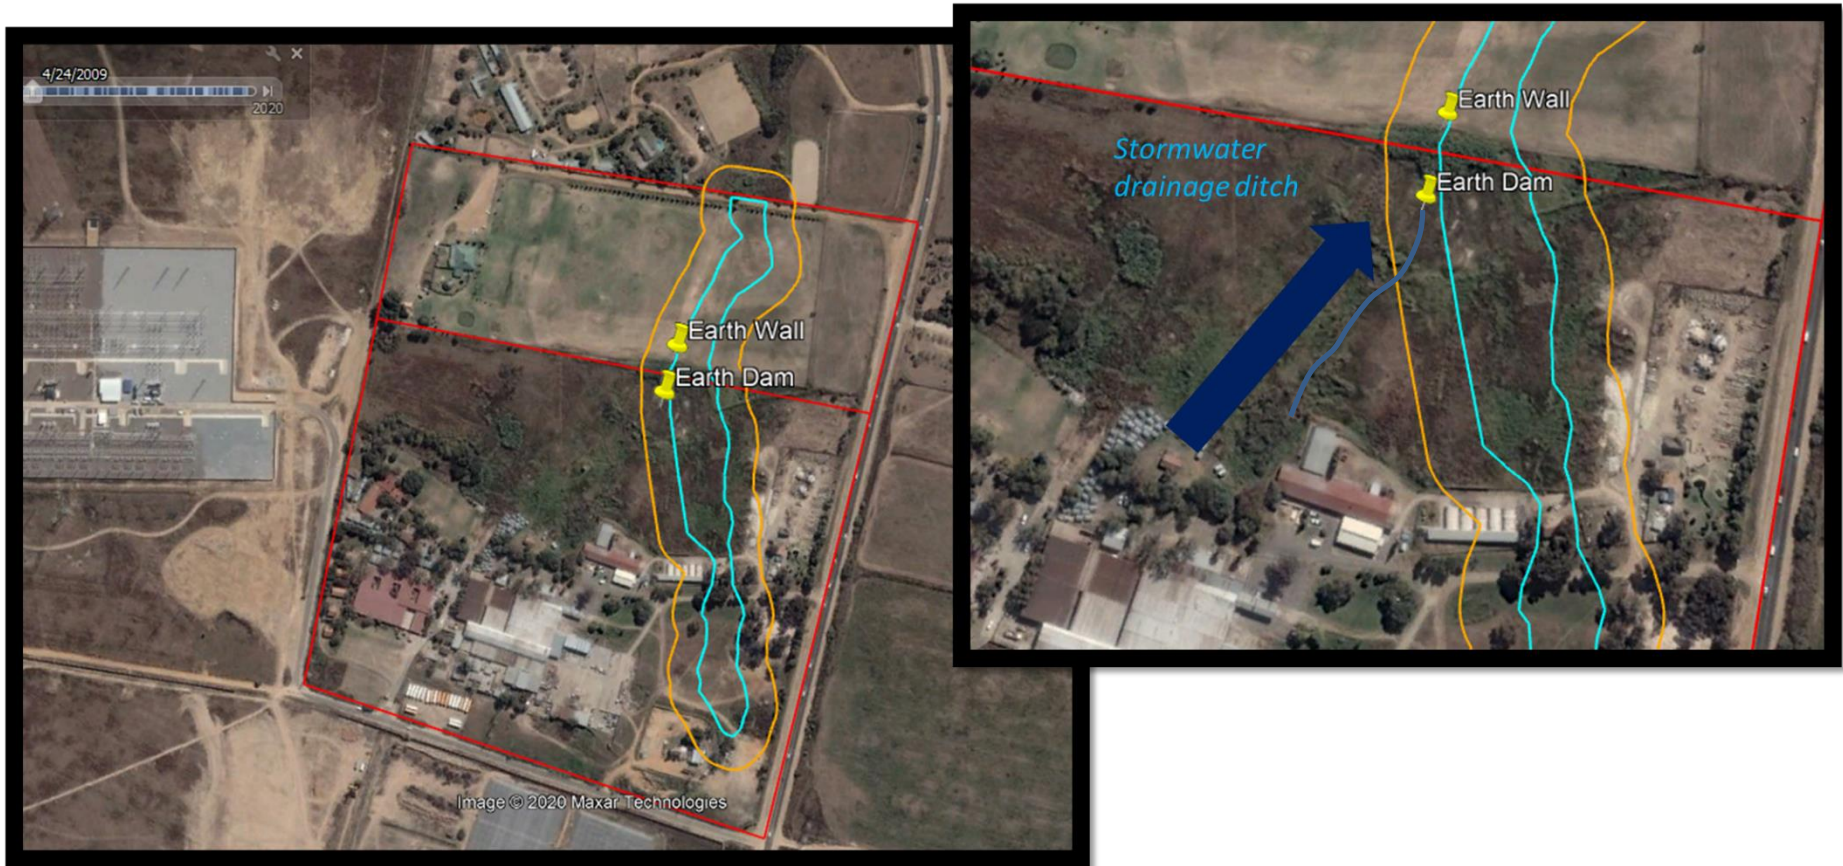 4/24/2009
2020
Earth Wall
Earth Dam
Image © 2020 Maxar Technologies
Earth Wall
Stormwater
drainage ditch
Earth Dam